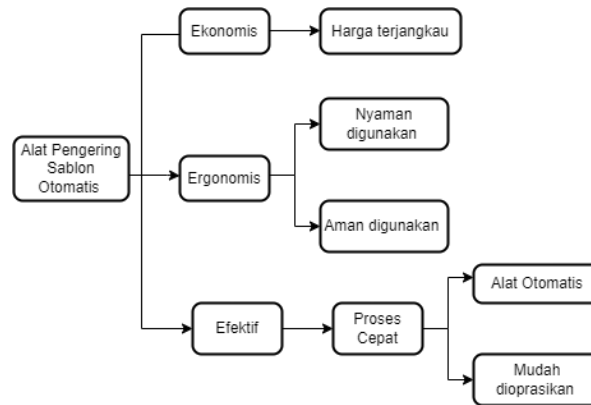 Ekonomis
Harga terjangkau
Alat Pengering
Sablon
Otomatis
Ergonomis
Nyaman
digunakan
Aman digunakan
Efektif
Proses
Cepat
Alat Otomatis
Mudah
dioprasikan